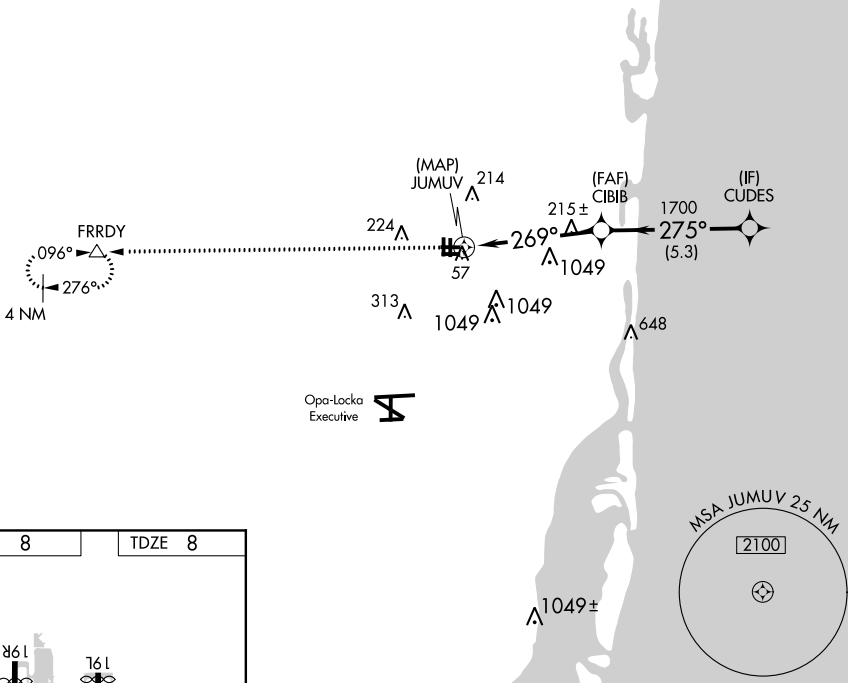 (MAP)
JUMUV
214
(FAF)
CIBIB
(IF)
CUDES
224
215±
1700
FRRDY
096°
269°
275°
(5.3)
57
1049
276°
4 NM
313
1049
1049
648
Opa-Locka
Executive
MSA JUMUV 25 NM
2100
8
TDZE 8
1049±
19R
19L